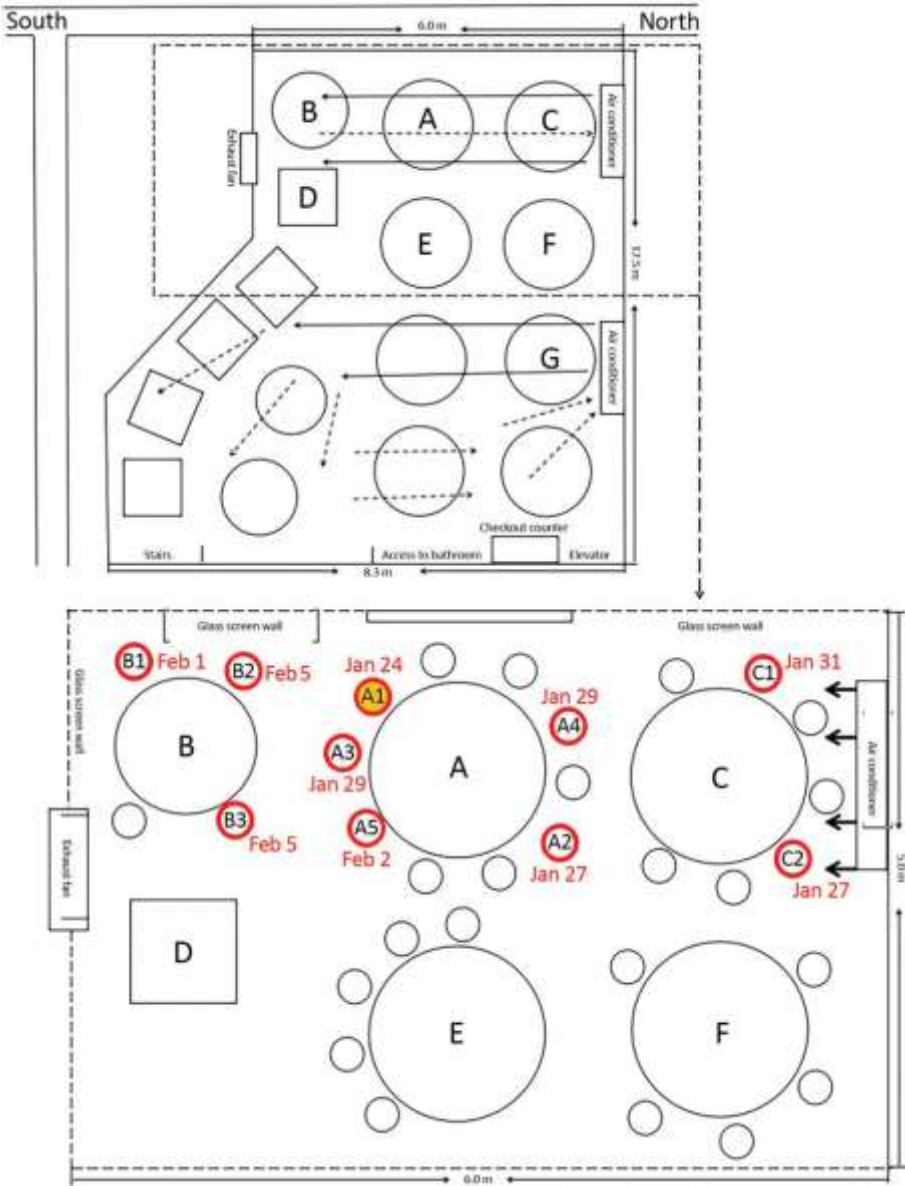 South
North
6.0 m
B
A
C
Air conditioner
Exhaust fan
D
E
F
17.5 m
G
Air conditioner
Checkout counter
Stairs
Access to bathroom
Elevator
8.3 m
Glass screen wall
Glass screen wall
B1 Feb 1
B2 Feb 5
Jan 24
A1
C1 Jan 31
Jan 29
A4
Glass screen wall
B
A3
Jan 29
A
C
Air conditioner
B3
Feb 5
A5
Feb 2
A2
Jan 27
C2
Jan 27
Exhaust fan
5.0 m
D
E
F
6.0 m